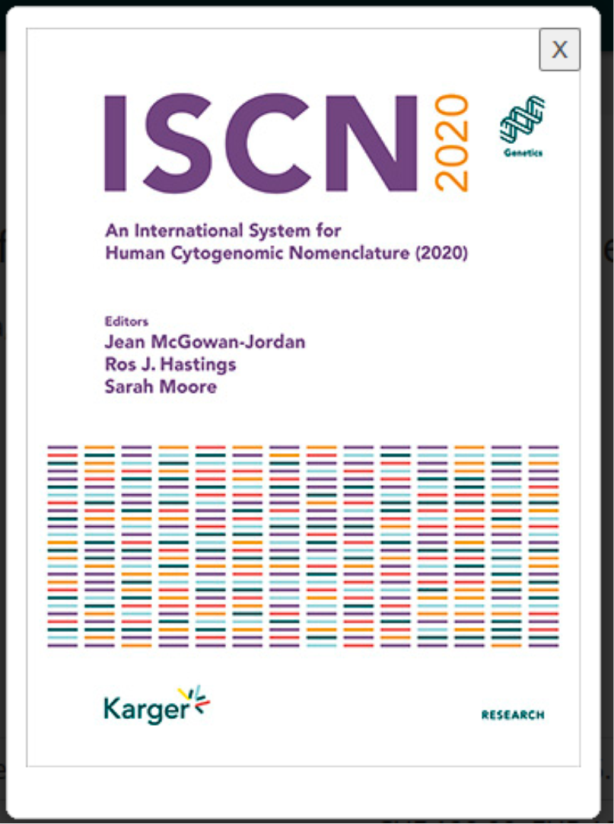 X
ISCN 2020
Genetics
An International System for
Human Cytogenomic Nomenclature (2020)
Editors
Jean McGowan-Jordan
Ros J. Hastings
Sarah Moore
Karger
RESEARCH